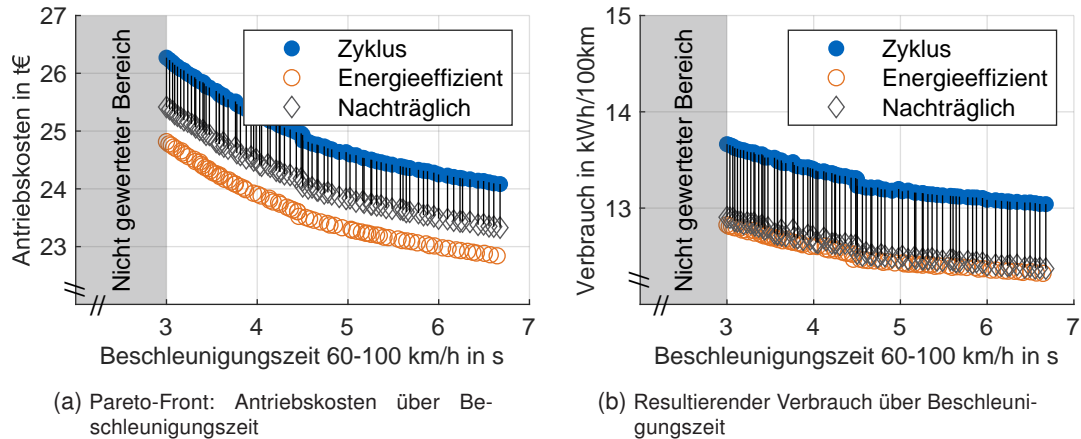 Antriebskosten in t€
27
26
25
24
23
Nicht gewerteter Bereich
Zyklus
Energieeffizient
Nachträglich
3 4 5 6 7
Beschleunigungszeit 60-100 km/h in s
(a) Pareto-Front: Antriebskosten über Be-
schleunigungszeit
Verbrauch in kWh/100km
15
14
13
Nicht gewerteter Bereich
Zyklus
Energieeffizient
Nachträglich
3 4 5 6 7
Beschleunigungszeit 60-100 km/h in s
(b) Resultierender Verbrauch über Beschleuni-
gungszeit